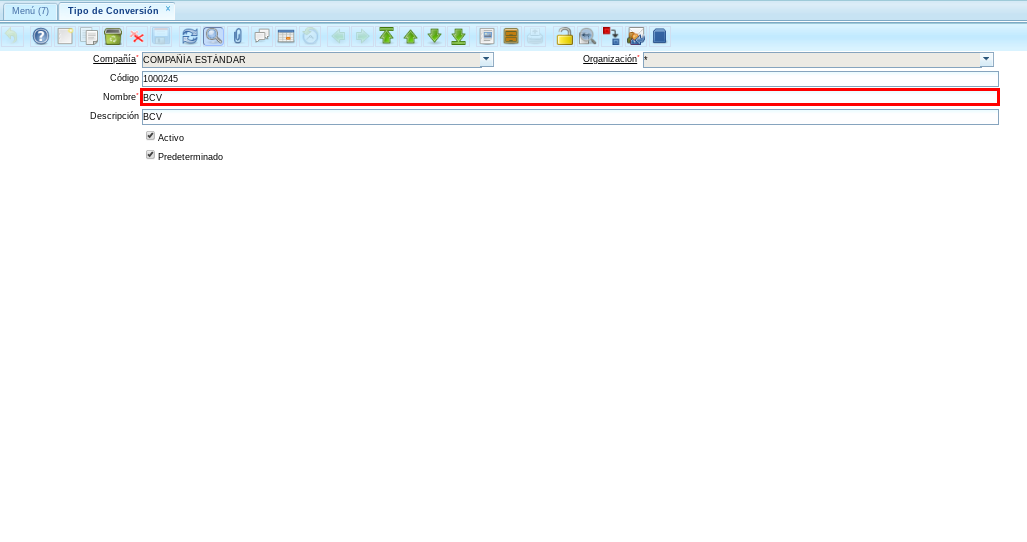 Menú (7) Tipo de Conversión x
Compañía* COMPAÑÍA ESTÁNDAR Organización* *
Código 1000245
Nombre* BCV
Descripción BCV
Activo
Predeterminado